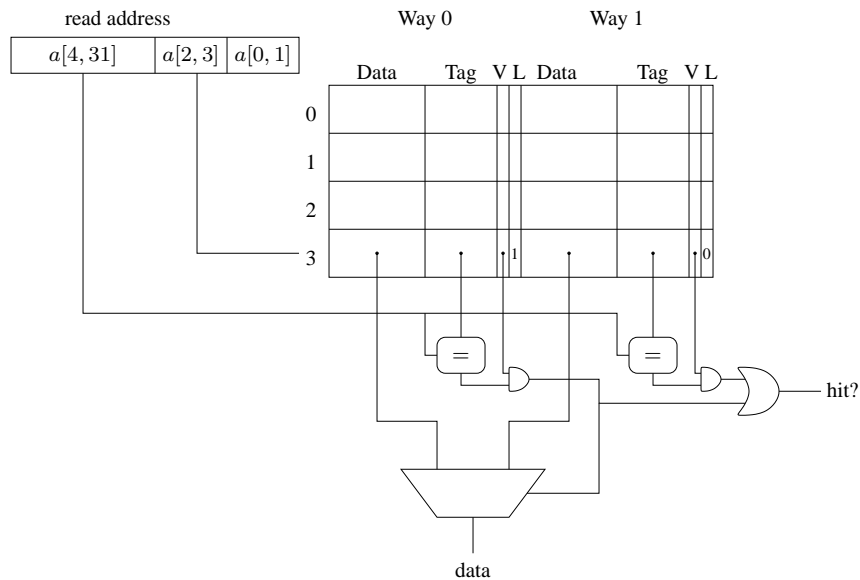 read address Way 0 Way 1
a[4, 31] a[2, 3] a[0, 1]
Data Tag V L Data Tag V L
0
1
2
3 1 0
= =
hit?
data